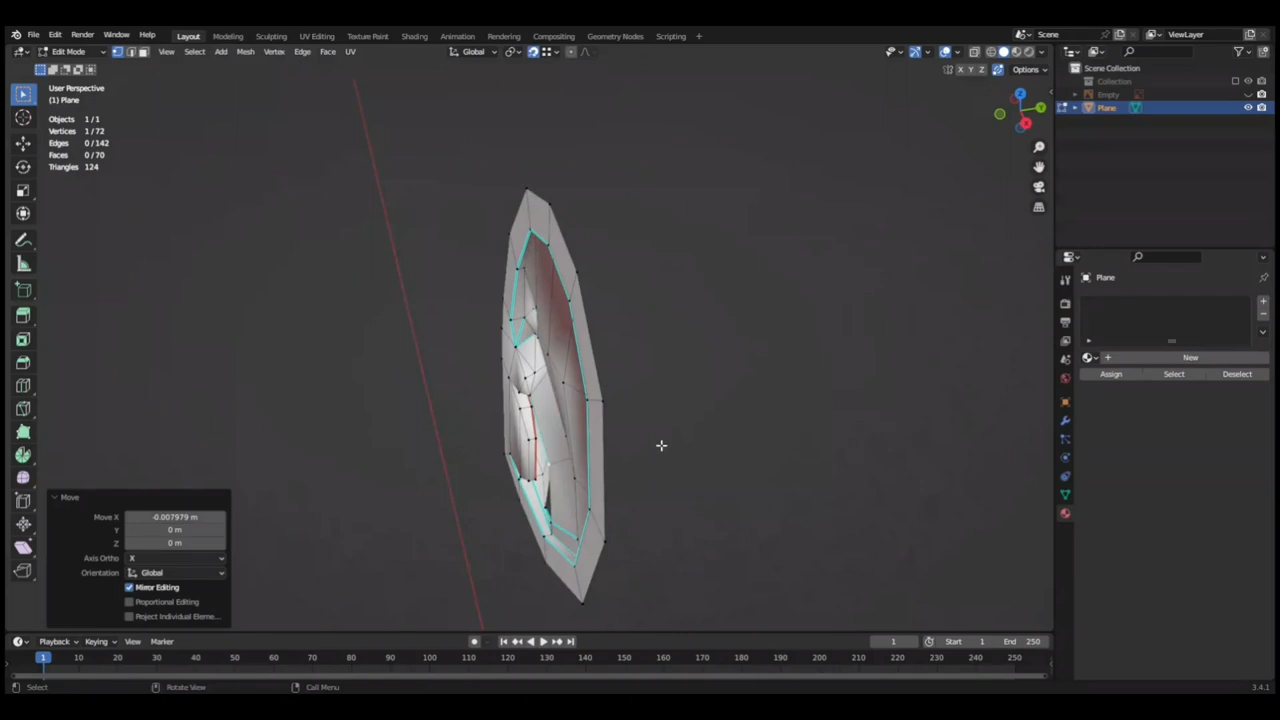 File Edit Render Window Help Layout Modeling Sculpting UV Editing Texture Paint Shading Animation Rendering Compositing Geometry Nodes Scripting + Scene ViewLayer
Edit Mode View Select Add Mesh Vertex Edge Face UV Global
X Y Z Options
User Perspective
(1) Plane
Objects 1/1
Vertices 1/72
Edges 0/142
Faces 0/70
Triangles 124
Z
Y
X
Scene Collection
Collection
Empty
Plane
Plane
+
−
+ New
Assign Select Deselect
Move
Move X -0.007979 m
Y 0 m
Z 0 m
Axis Ortho X
Orientation Global
Mirror Editing
Proportional Editing
Project Individual Eleme...
Playback Keying View Marker 1 Start 1 End 250
1 10 20 30 40 50 60 70 80 90 100 110 120 130 140 150 160 170 180 190 200 210 220 230 240 250
Select Rotate View Call Menu 3.4.1